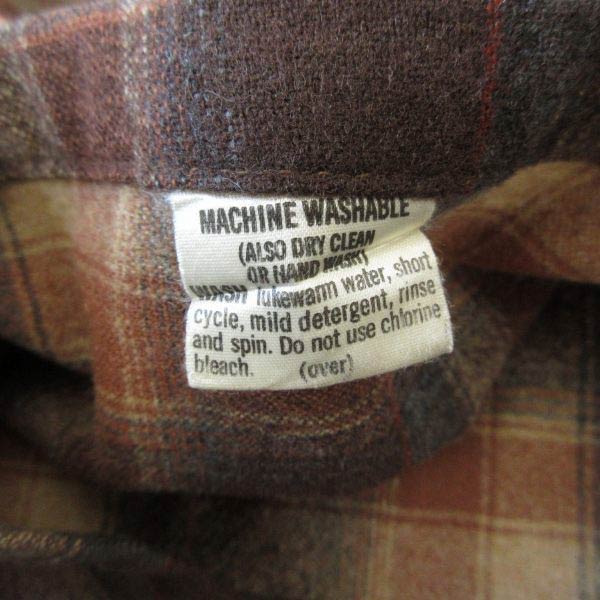 MACHINE WASHABLE
(ALSO DRY CLEAN
OR HAND WASH)
WASH lukewarm water, short
cycle, mild detergent, rinse
and spin. Do not use chlorine
bleach. (over)